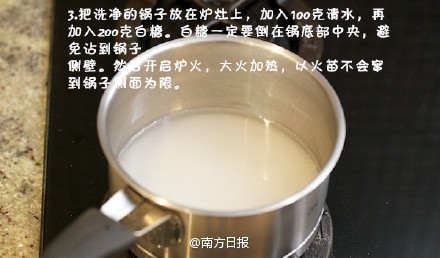 3.把洗净的锅子放在炉灶上，加入100克清水，再
加入200克白糖。白糖一定要倒在锅底部中央，避
免沾到锅子
侧壁。然后开启炉火，大火加热，以火苗不会窜
到锅子侧面为限。
@南方日报